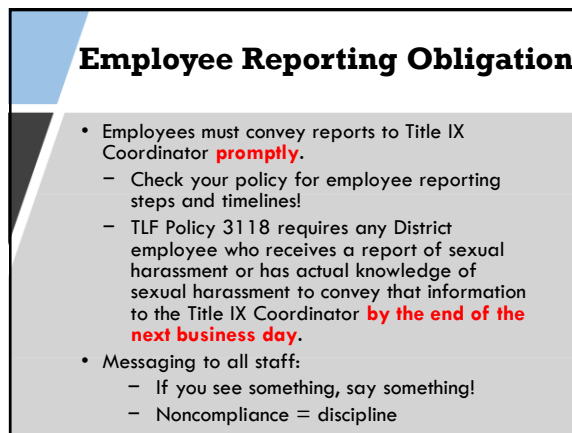 Employee Reporting Obligation
• Employees must convey reports to Title IX
Coordinator promptly.
– Check your policy for employee reporting
steps and timelines!
– TLF Policy 3118 requires any District
employee who receives a report of sexual
harassment or has actual knowledge of
sexual harassment to convey that information
to the Title IX Coordinator by the end of the
next business day.
• Messaging to all staff:
– If you see something, say something!
– Noncompliance = discipline